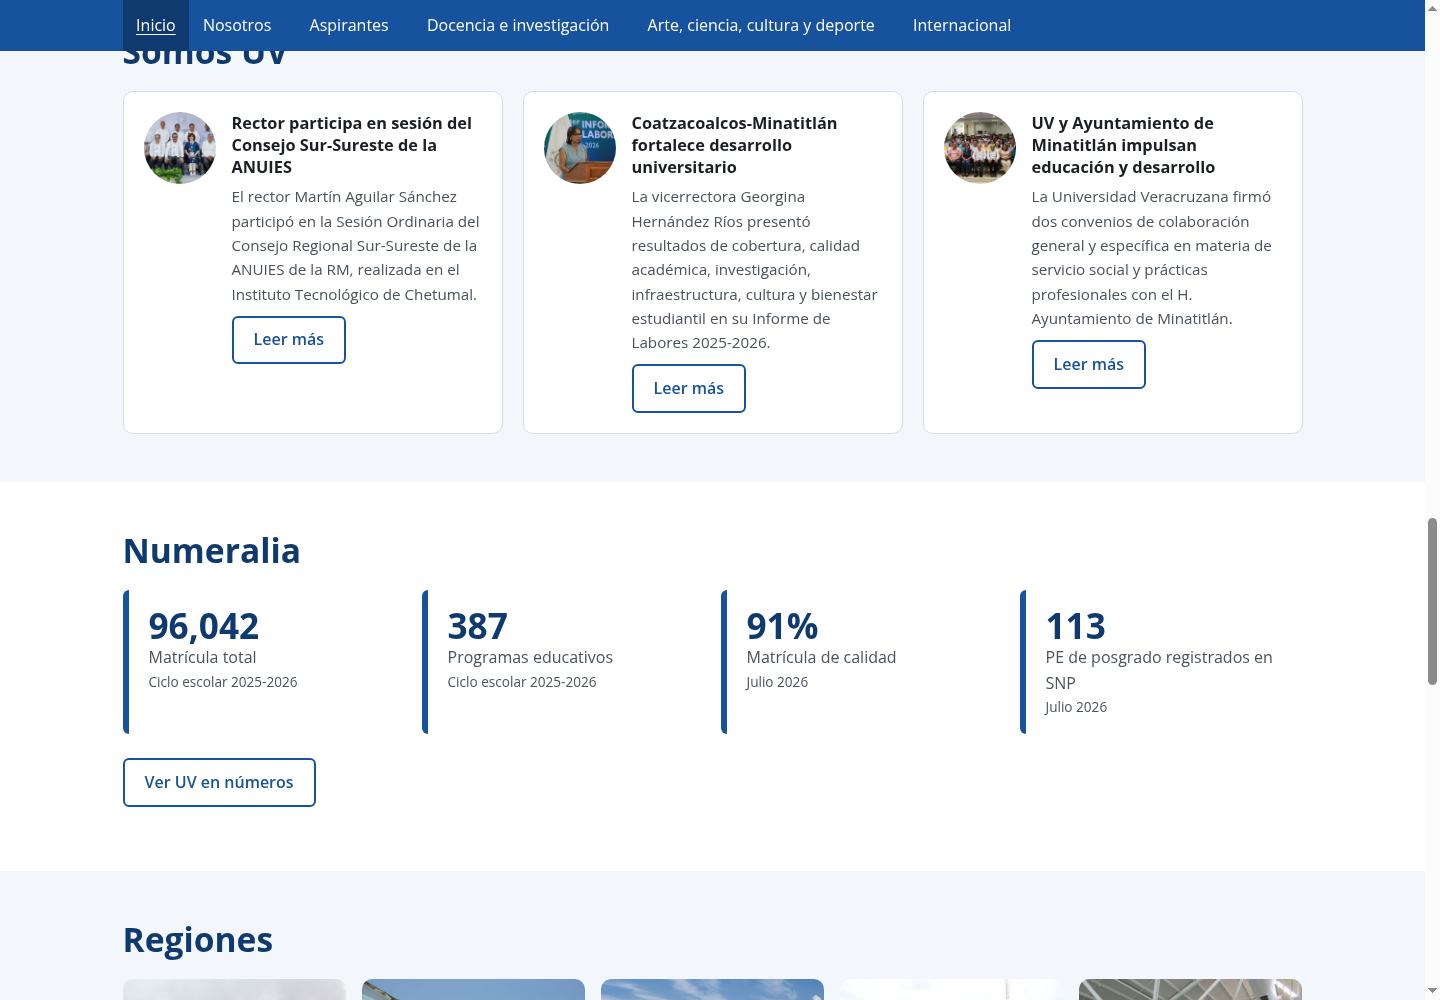 Inicio
Nosotros
Aspirantes
Docencia e investigación
Arte, ciencia, cultura y deporte
Internacional
Somos UV
Rector participa en sesión del
Consejo Sur-Sureste de la
ANUIES
El rector Martín Aguilar Sánchez
participó en la Sesión Ordinaria del
Consejo Regional Sur-Sureste de la
ANUIES de la RM, realizada en el
Instituto Tecnológico de Chetumal.
Leer más
Coatzacoalcos-Minatitlán
fortalece desarrollo
universitario
La vicerrectora Georgina
Hernández Ríos presentó
resultados de cobertura, calidad
académica, investigación,
infraestructura, cultura y bienestar
estudiantil en su Informe de
Labores 2025-2026.
Leer más
UV y Ayuntamiento de
Minatitlán impulsan
educación y desarrollo
La Universidad Veracruzana firmó
dos convenios de colaboración
general y específica en materia de
servicio social y prácticas
profesionales con el H.
Ayuntamiento de Minatitlán.
Leer más
Numeralia
96,042
Matrícula total
Ciclo escolar 2025-2026
387
Programas educativos
Ciclo escolar 2025-2026
91%
Matrícula de calidad
Julio 2026
113
PE de posgrado registrados en
SNP
Julio 2026
Ver UV en números
Regiones